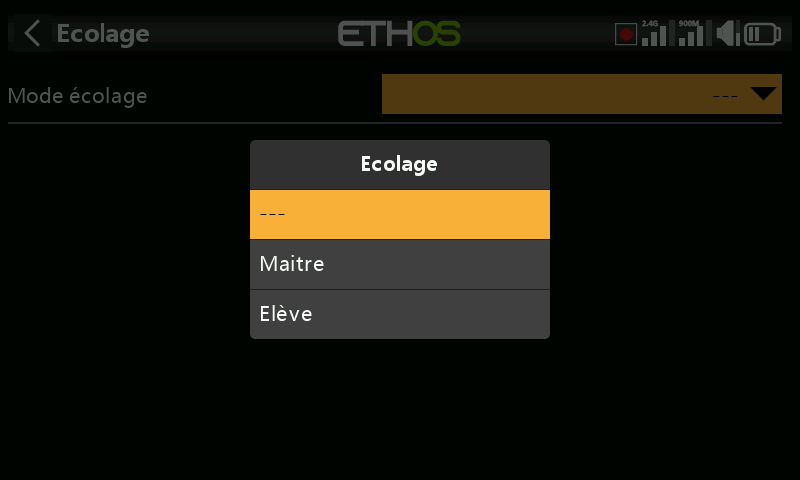 Ecolage
ETHOS
2.4G
900M
Mode écolage
---
Ecolage
---
Maitre
Elève